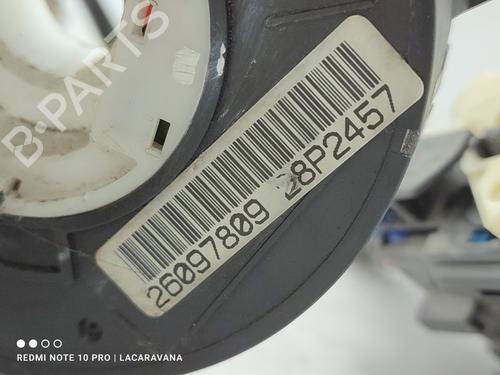 B-PARTS
26097809 28P2457
REDMI NOTE 10 PRO | LACARAVANA